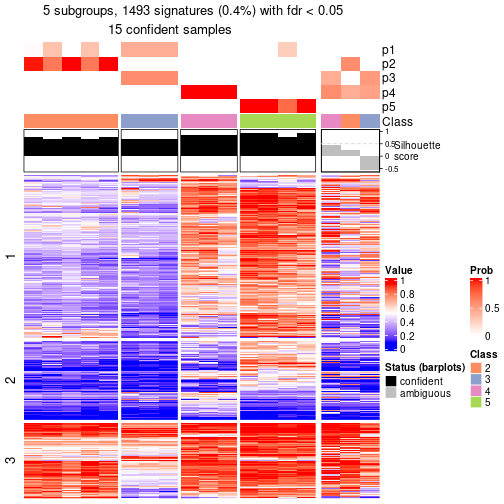 5 subgroups, 1493 signatures (0.4%) with fdr < 0.05
15 confident samples
p1
p2
p3
p4
p5
Class
1
0.5
0
-0.5
Silhouette
score
1
2
3
Value
1
0.8
0.6
0.4
0.2
0
Prob
1
0.5
0
Status (barplots)
confident
ambiguous
Class
2
3
4
5